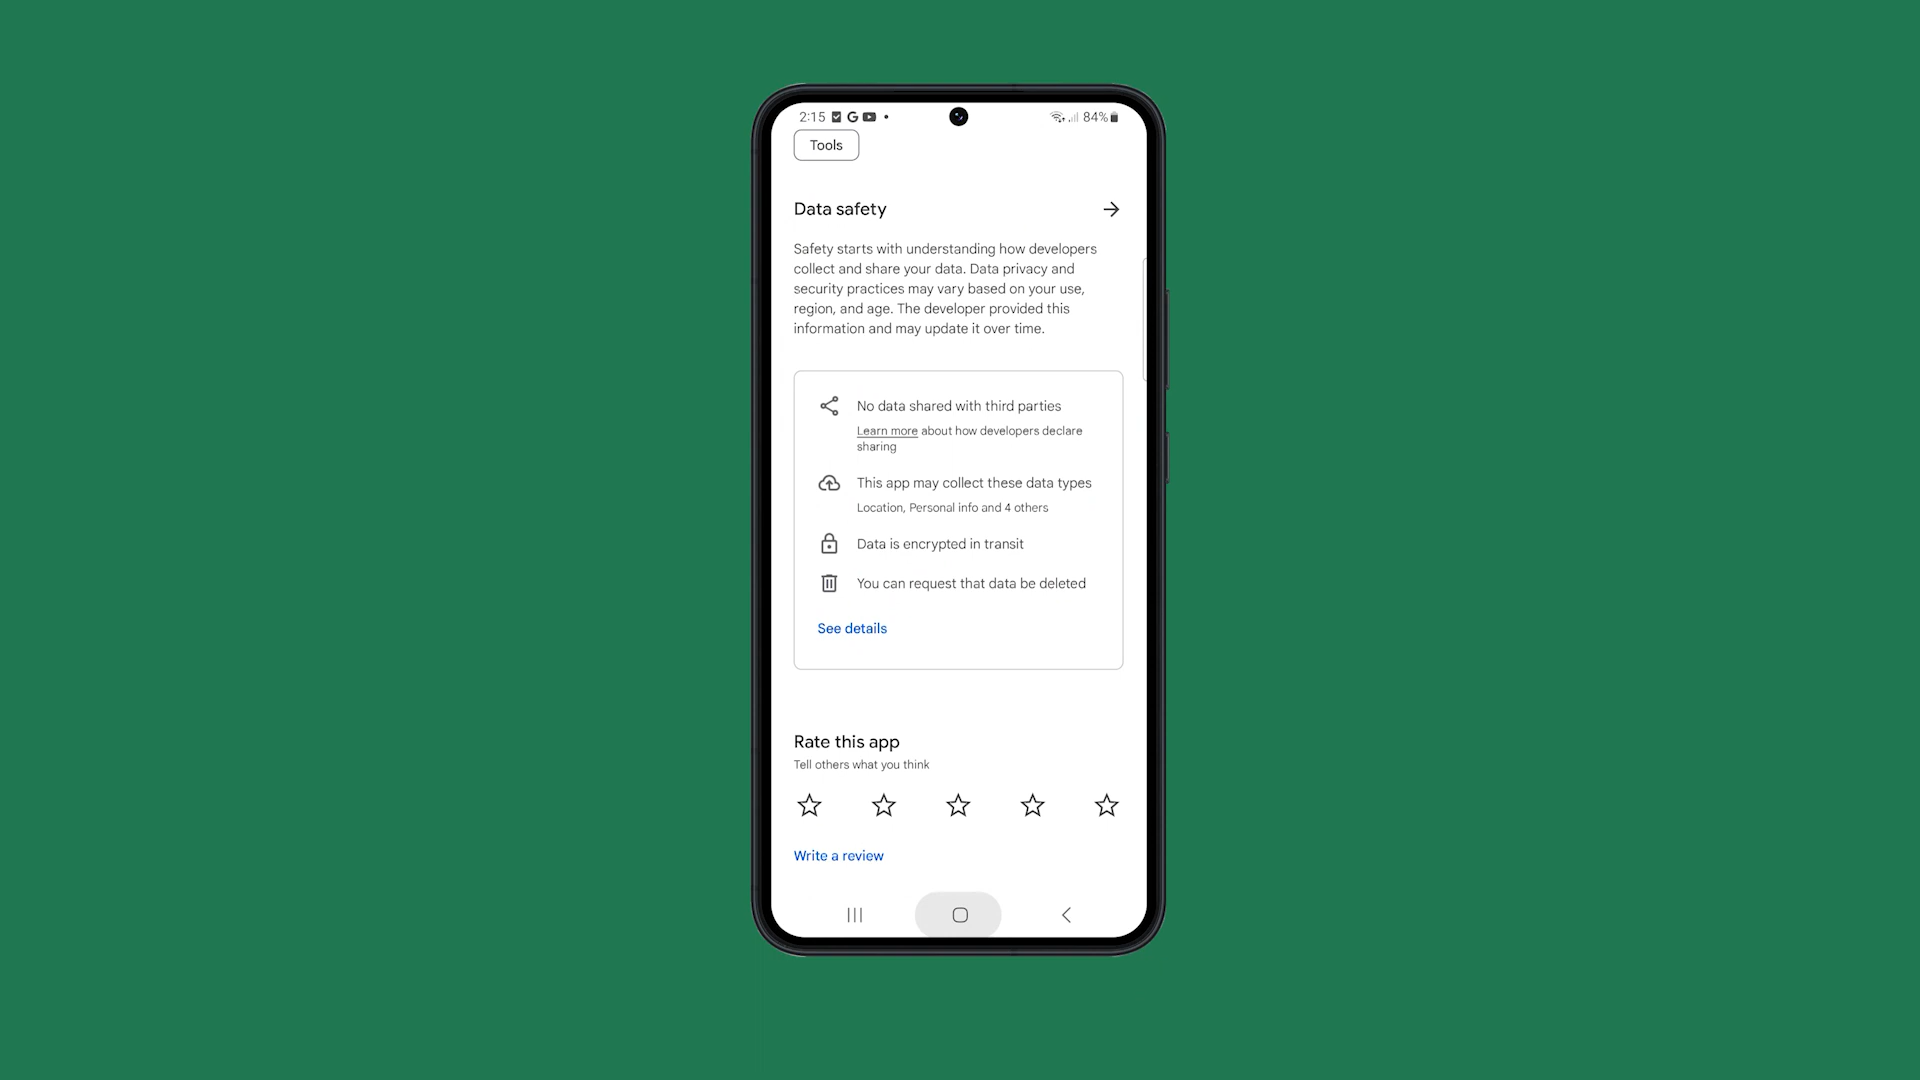 2:15
84%
Tools
Data safety
Safety starts with understanding how developers
collect and share your data. Data privacy and
security practices may vary based on your use,
region, and age. The developer provided this
information and may update it over time.
No data shared with third parties
Learn more about how developers declare
sharing
This app may collect these data types
Location, Personal info and 4 others
Data is encrypted in transit
You can request that data be deleted
See details
Rate this app
Tell others what you think
Write a review